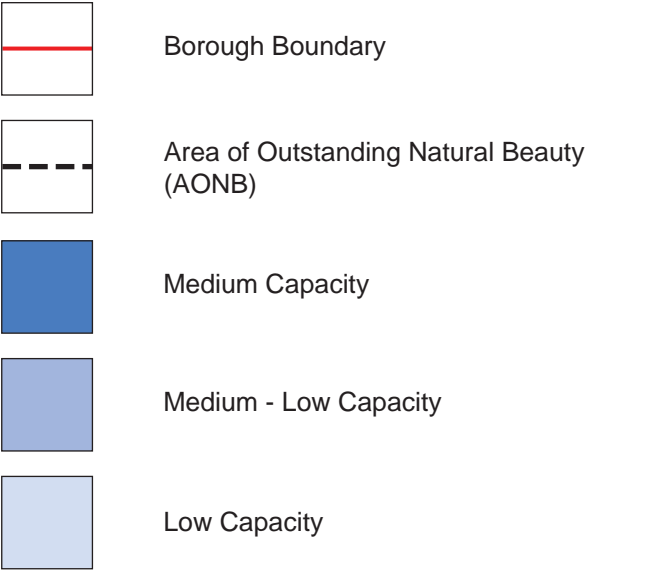 Borough Boundary
Area of Outstanding Natural Beauty
(AONB)
Medium Capacity
Medium - Low Capacity
Low Capacity